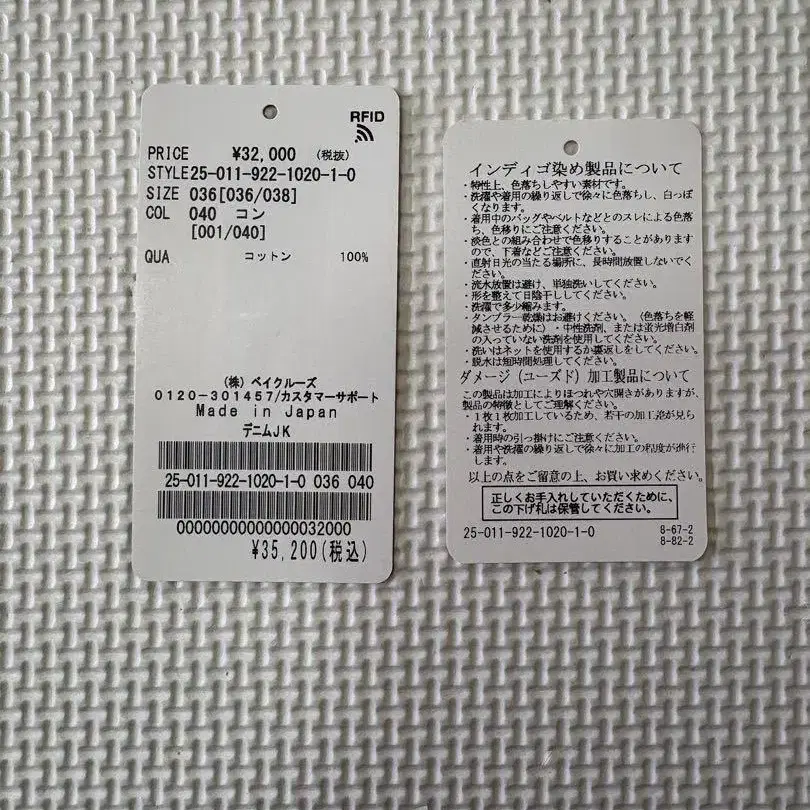 RFID
PRICE ¥32,000 (税抜)
STYLE25-011-922-1020-1-0
SIZE 036[036/038]
COL 040 コン
[001/040]
QUA コットン 100%
(株) ベイクルーズ
0120-301457/カスタマーサポート
Made in Japan
デニムJK
25-011-922-1020-1-0 036 040
00000000000000032000
¥35,200(税込)
インディゴ染め製品について
・特性上、色落ちしやすい素材です。
・洗濯や着用の繰り返しで徐々に色落ちし、白っぽ
くなります。
・着用中のバッグやベルトなどとのスレによる色落
ち、色移りにご注意ください。
・淡色との組み合わせで色移りすることがあります
ので、下着などご注意ください。
・直射日光の当たる場所に、長時間放置しないでく
ださい。
・流水放置は避け、単独洗いしてください。
・形を整えて日陰干ししてください。
・洗濯で多少縮みます。
・タンブラー乾燥はお避けください。（色落ちを軽
減させるために）・中性洗剤、または蛍光増白剤
の入っていない洗剤を使用してください。
・洗いはネットを使用するか裏返しをしてください。
・脱水は短時間処理してください。
ダメージ（ユーズド）加工製品について
この製品は加工によりほつれや穴開きがありますが、
製品の特徴としてご理解ください。
・1枚1枚加工しているため、若干の加工差が見ら
れます。
・着用時の引っ掛けにご注意ください。
・着用や洗濯の繰り返しで徐々に加工の程度が進行
します。
以上の点をご留意の上、お買い求めください。
正しくお手入れしていただくために、
この下げ札は保管してください。
25-011-922-1020-1-0 8-67-2
8-82-2